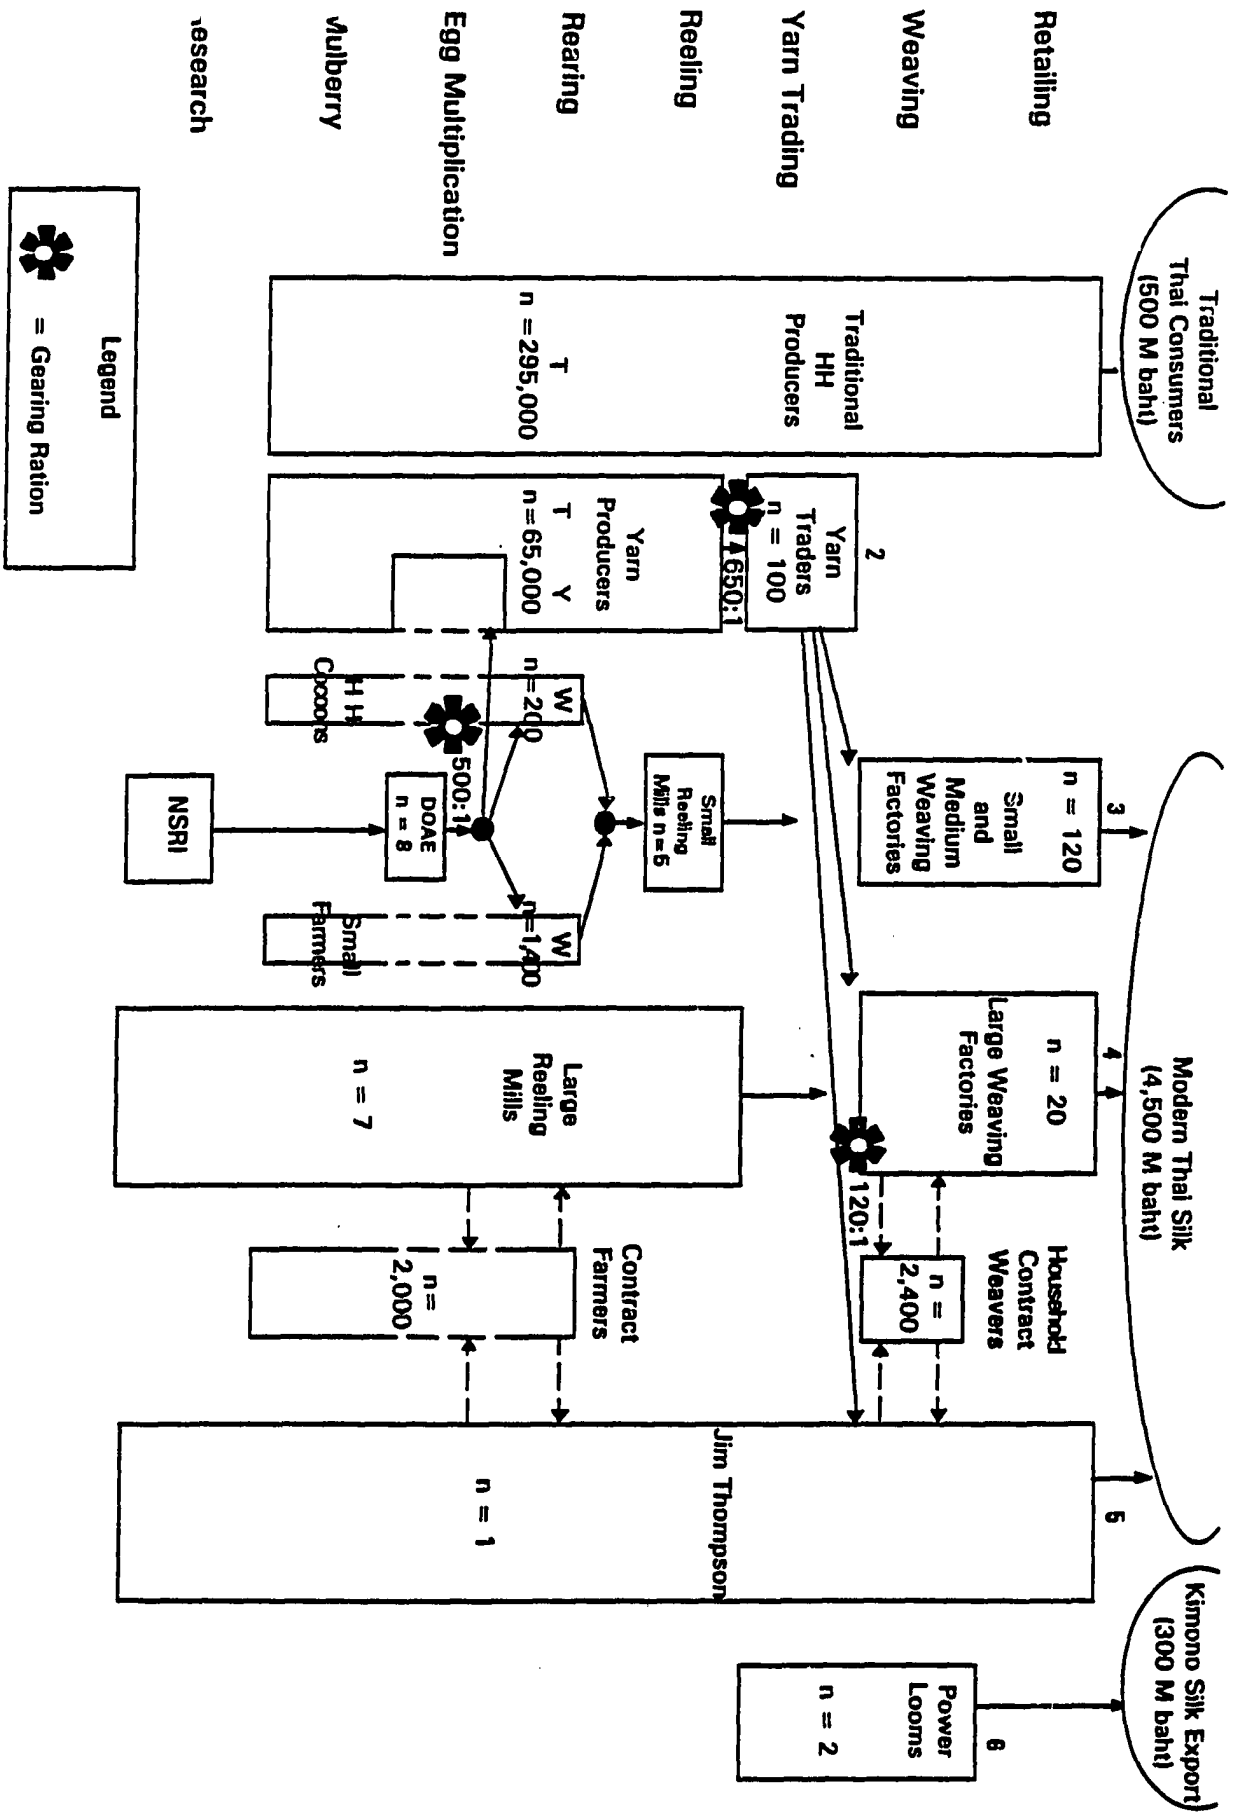 Traditional
Thai Consumers
(500 M baht)
Modern Thai Silk
(4,500 M baht)
Kimono Silk Export
(300 M baht)
Retailing
Weaving
Yarn Trading
Reeling
Rearing
Egg Multiplication
Mulberry
esearch
1
Traditional
HH
Producers
T
n = 295,000
2
Yarn
Traders
n = 100
1650:1
Yarn
Producers
T Y
n = 65,000
3
n = 120
Small
and
Medium
Weaving
Factories
Small
Reeling
Mills n = 5
W
n = 200
H H
Cocoons
500:1
DOAE
n = 8
NSRI
W
n = 1,400
Small
Farmers
4
n = 20
Large Weaving
Factories
120:1
Large
Reeling
Mills
n = 7
Household
Contract
Weavers
n =
2,400
Contract
Farmers
n =
2,000
5
Jim Thompson
n = 1
6
Power
Looms
n = 2
Legend
= Gearing Ration